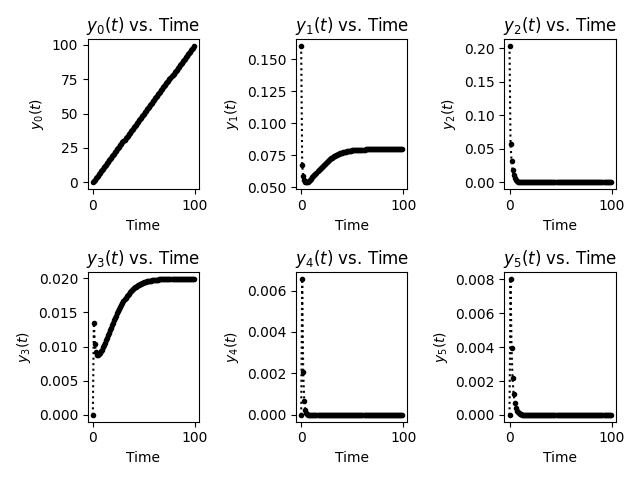 y₀(t) vs. Time
100
75
50
25
0
y₀(t)
0
100
Time
y₁(t) vs. Time
0.150
0.125
0.100
0.075
0.050
y₁(t)
0
100
Time
y₂(t) vs. Time
0.20
0.15
0.10
0.05
0.00
y₂(t)
0
100
Time
y₃(t) vs. Time
0.020
0.015
0.010
0.005
0.000
y₃(t)
0
100
Time
y₄(t) vs. Time
0.006
0.004
0.002
0.000
y₄(t)
0
100
Time
y₅(t) vs. Time
0.008
0.006
0.004
0.002
0.000
y₅(t)
0
100
Time